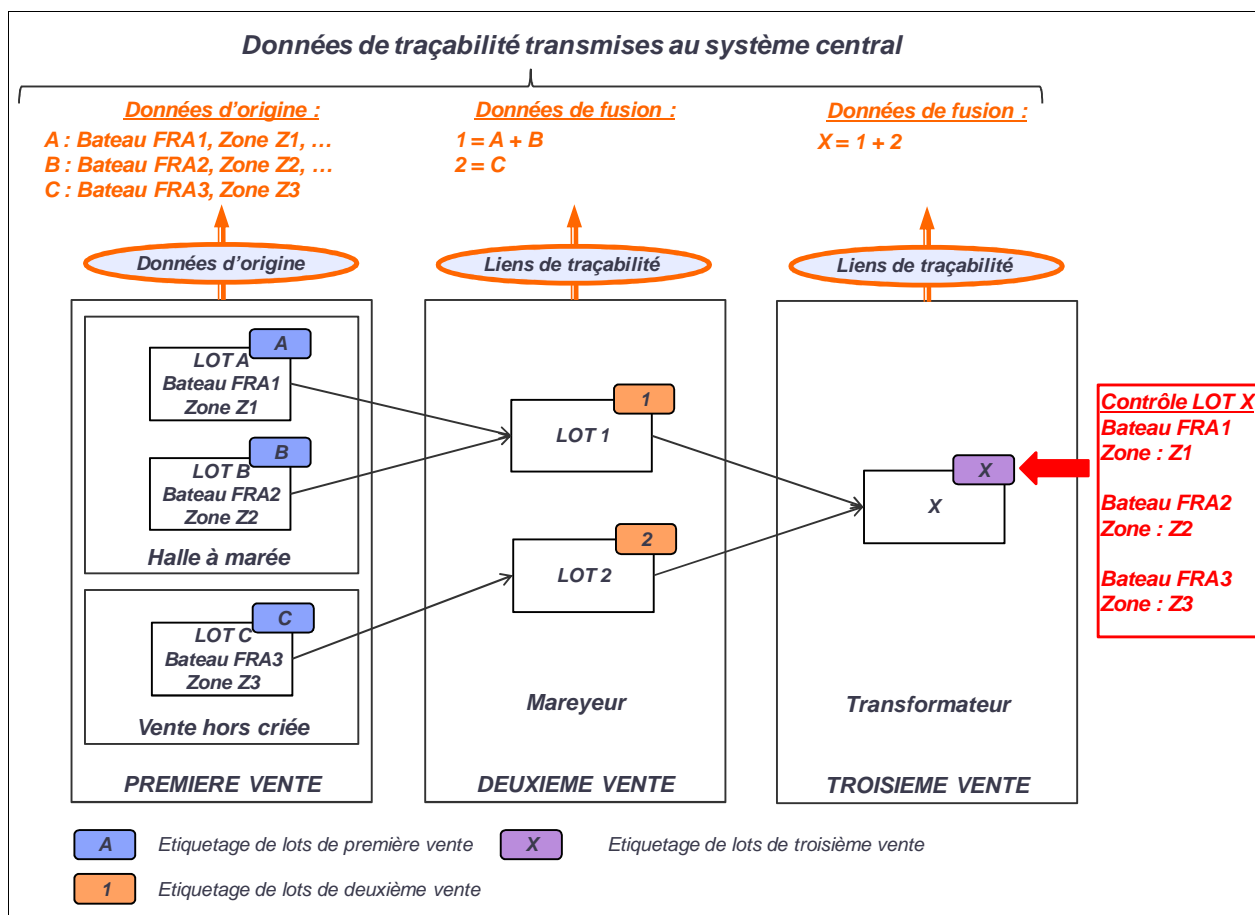 Données de traçabilité transmises au système central
Données d'origine :
A : Bateau FRA1, Zone Z1, …
B : Bateau FRA2, Zone Z2, …
C : Bateau FRA3, Zone Z3
Données de fusion :
1 = A + B
2 = C
Données de fusion :
X = 1 + 2
Données d'origine
Liens de traçabilité
Liens de traçabilité
A
LOT A
Bateau FRA1
Zone Z1
B
LOT B
Bateau FRA2
Zone Z2
Halle à marée
C
LOT C
Bateau FRA3
Zone Z3
Vente hors criée
PREMIERE VENTE
1
LOT 1
2
LOT 2
Mareyeur
DEUXIEME VENTE
X
X
Transformateur
TROISIEME VENTE
Contrôle LOT X
Bateau FRA1
Zone : Z1
Bateau FRA2
Zone : Z2
Bateau FRA3
Zone : Z3
A
Etiquetage de lots de première vente
X
Etiquetage de lots de troisième vente
1
Etiquetage de lots de deuxième vente